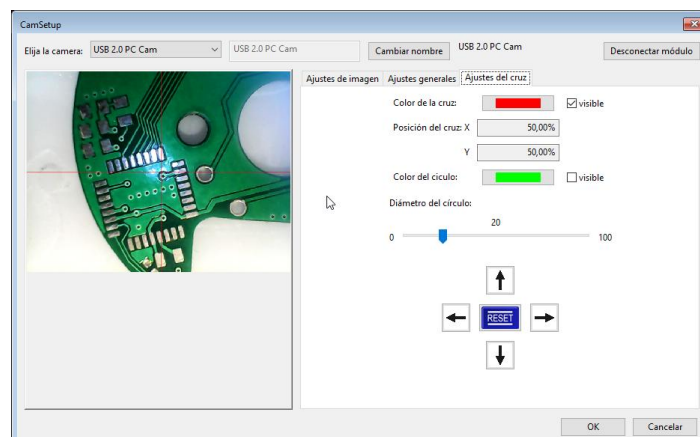 CamSetup
Elija la camera: USB 2.0 PC Cam USB 2.0 PC Cam Cambiar nombre USB 2.0 PC Cam Desconectar módulo
Ajustes de imagen Ajustes generales Ajustes del cruz
Color de la cruz: visible
Posición del cruz: X 50,00%
Y 50,00%
Color del ciculo: visible
Diámetro del círculo:
20
0 100
RESET
OK Cancelar